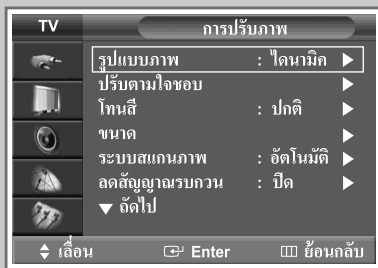 TV การปรับภาพ
รูปแบบภาพ : ไดนามิค ▶
ปรับตามใจชอบ ▶
โทนสี : ปกติ ▶
ขนาด ▶
ระบบสแกนภาพ : อัตโนมัติ ▶
ลดสัญญาณรบกวน : ปิด ▶
▼ ถัดไป
เลื่อน Enter ย้อนกลับ